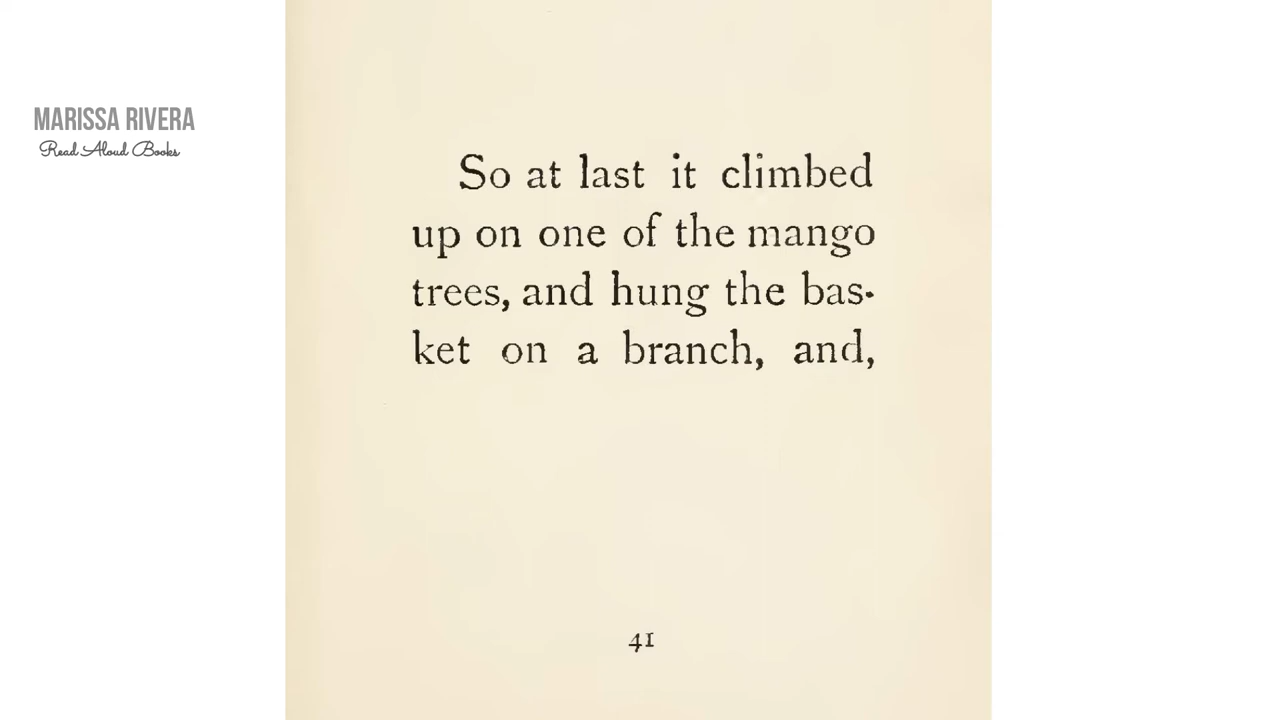 MARISSA RIVERA
Read Aloud Books
So at last it climbed
up on one of the mango
trees, and hung the bas-
ket on a branch, and,
41